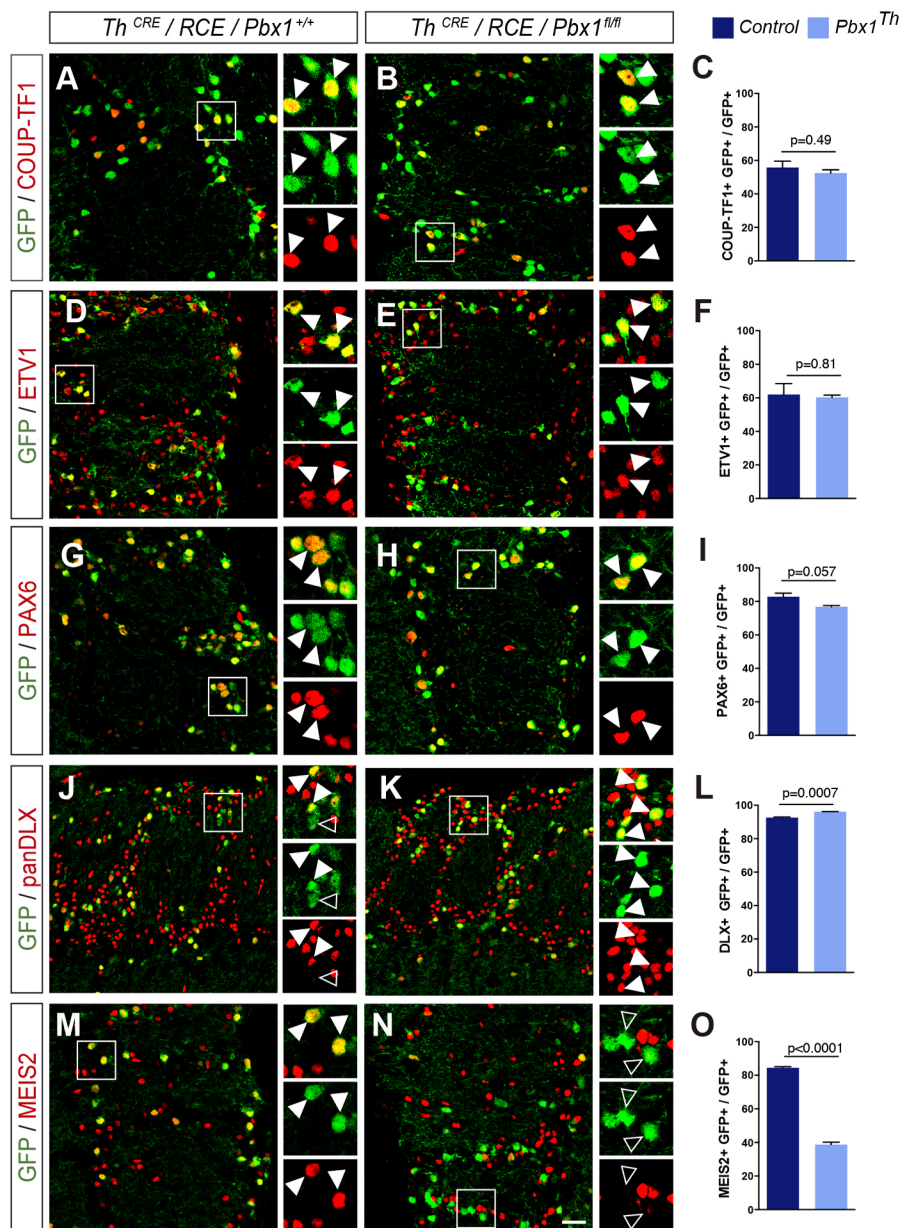 Th CRE / RCE / Pbx1+/+
Th CRE / RCE / Pbx1fl/fl
Control
Pbx1Th
GFP / COUP-TF1
A
B
C
COUP-TF1+ GFP+ / GFP+
100
80
60
40
20
0
p=0.49
GFP / ETV1
D
E
F
ETV1+ GFP+ / GFP+
100
80
60
40
20
0
p=0.81
GFP / PAX6
G
H
I
PAX6+ GFP+ / GFP+
100
80
60
40
20
0
p=0.057
GFP / panDLX
J
K
L
DLX+ GFP+ / GFP+
100
80
60
40
20
0
p=0.0007
GFP / MEIS2
M
N
O
MEIS2+ GFP+ / GFP+
100
80
60
40
20
0
p<0.0001